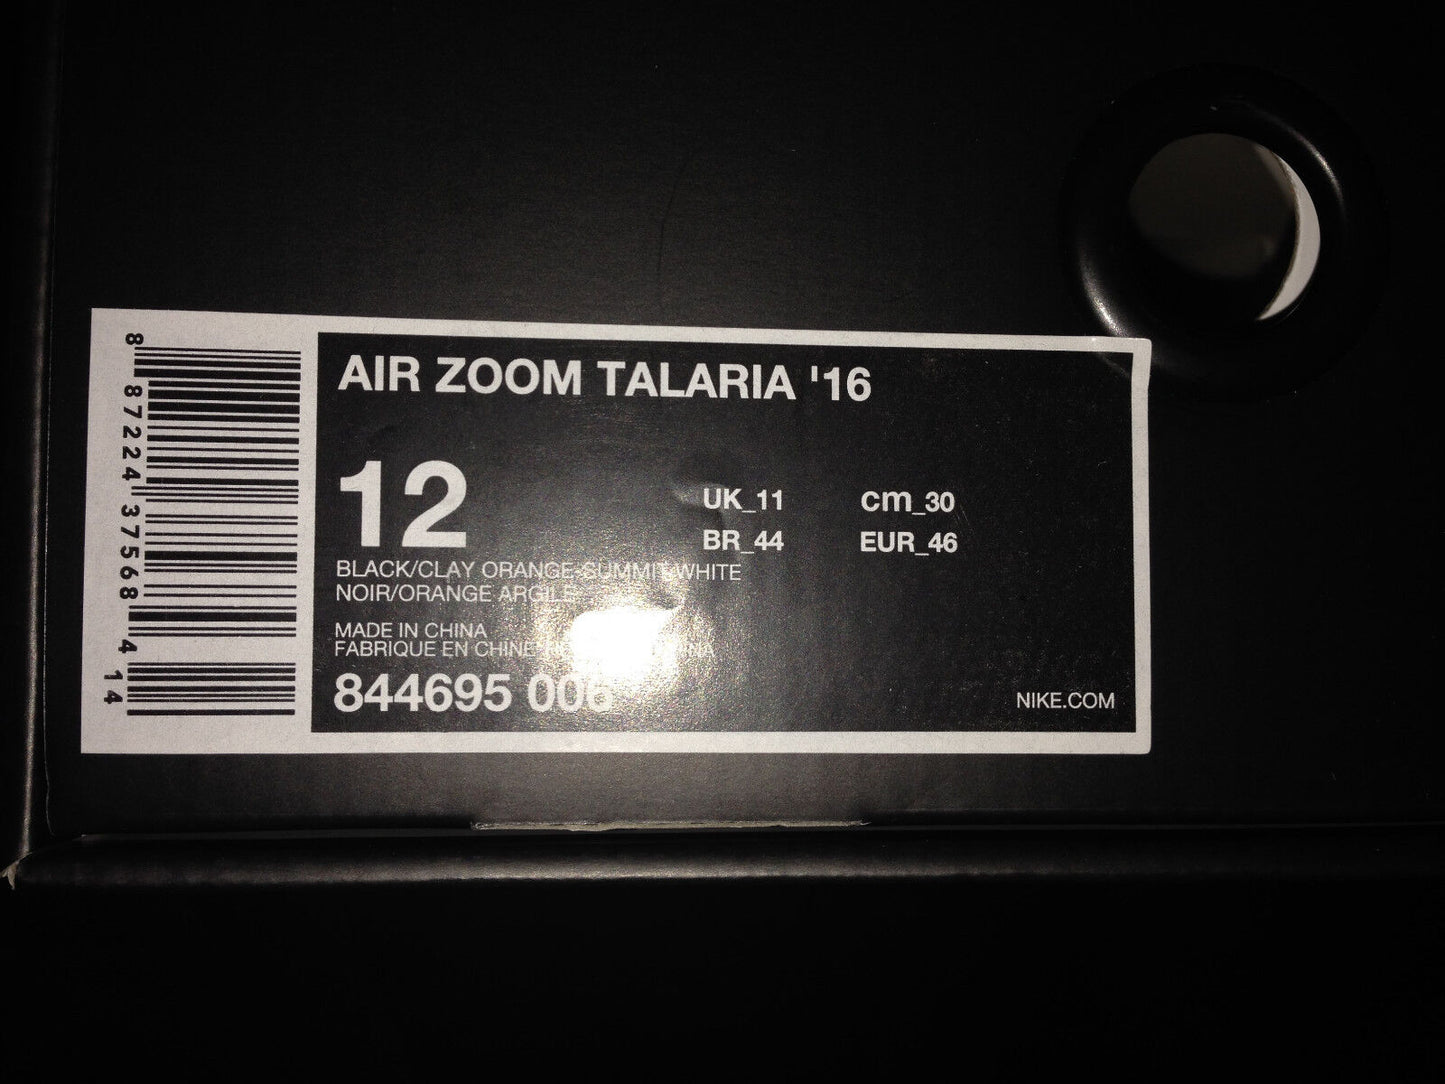 AIR ZOOM TALARIA '16
12
UK_11 cm_30
BR_44 EUR_46
BLACK/CLAY ORANGE-SUMMIT WHITE
NOIR/ORANGE ARGILE
MADE IN CHINA
FABRIQUE EN CHINE
844695 006
NIKE.COM
8 87224 37568 4 14